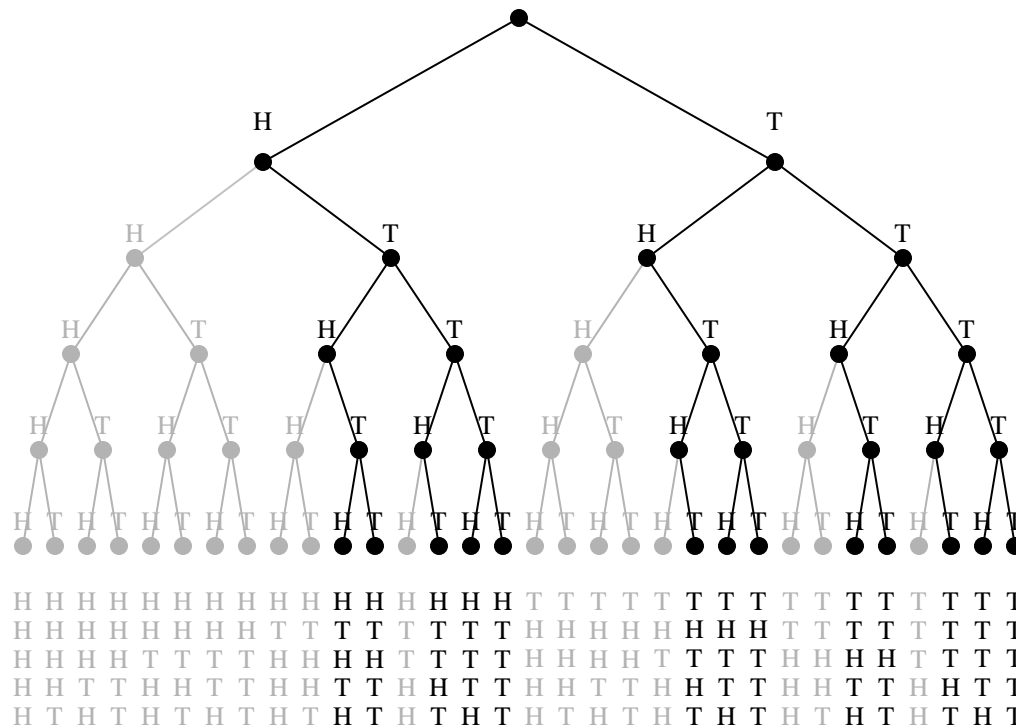 H T
H T H T
H T H T H T H T
H T H T H T H T H T H T H T H T
H T H T H T H T H T H T H T H T H T H T H T H T H T H T H T H T
H H H H H H H H H H H H H H H H T T T T T T T T T T T T T T T T
H H H H H H H H T T T T T T T T H H H H H H H H T T T T T T T T
H H H H T T T T H H H H T T T T H H H H T T T T H H H H T T T T
H H T T H H T T H H T T H H T T H H T T H H T T H H T T H H T T
H T H T H T H T H T H T H T H T H T H T H T H T H T H T H T H T